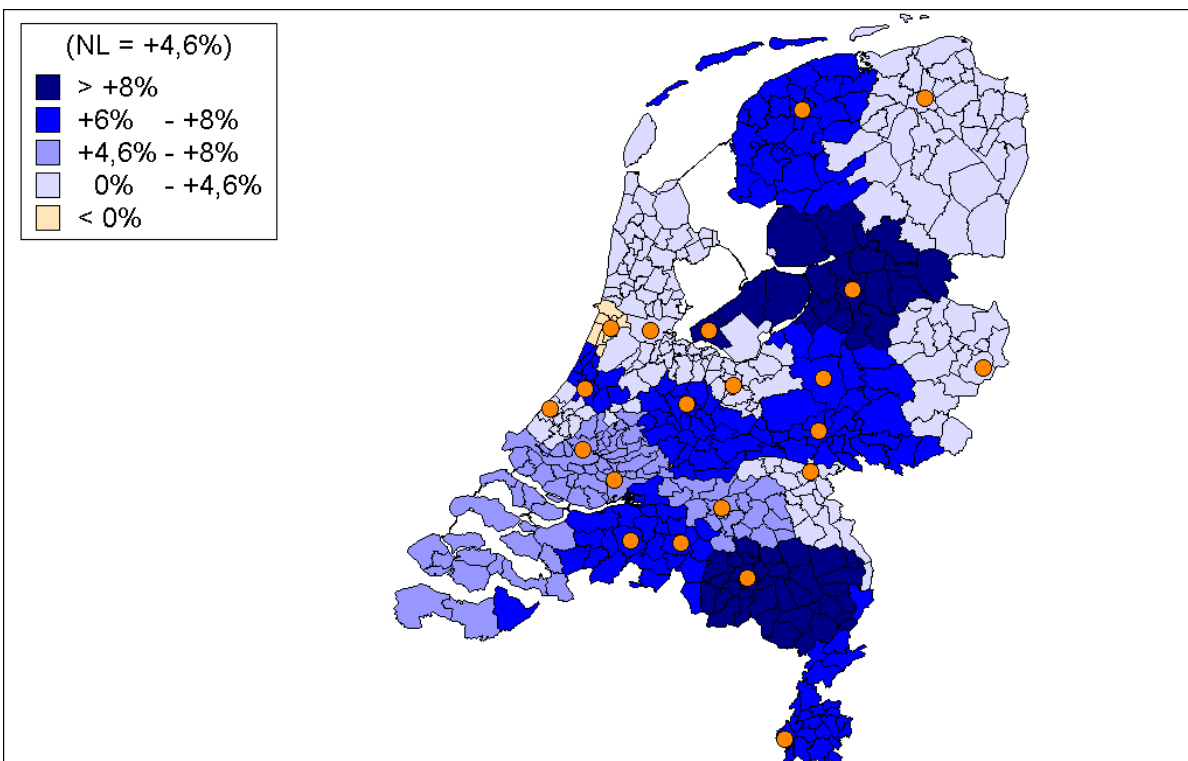 (NL = +4,6%)
> +8%
+6% - +8%
+4,6% - +8%
0% - +4,6%
< 0%